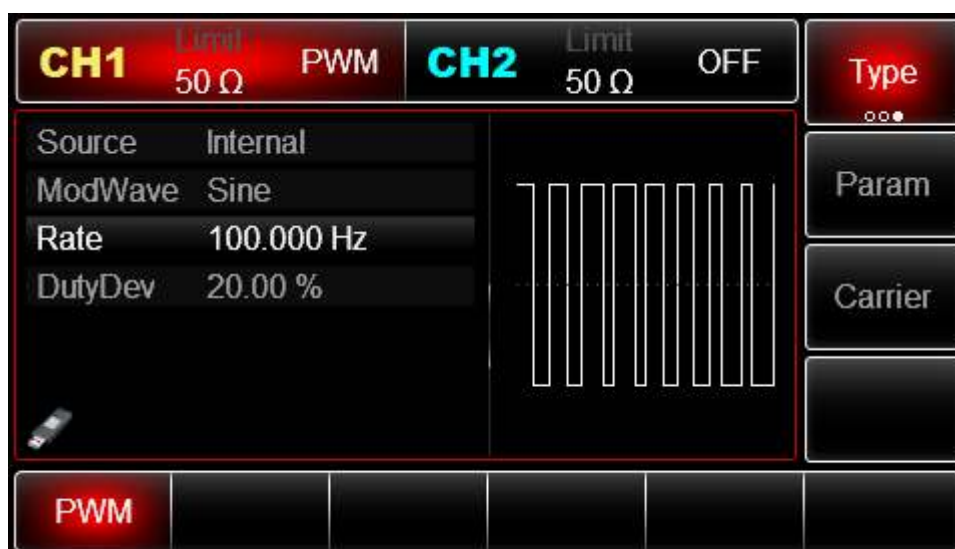 CH1 Limit 50 Ω PWM CH2 Limit 50 Ω OFF
Type
Source Internal
ModWave Sine
Rate 100.000 Hz
DutyDev 20.00 %
Param
Carrier
PWM